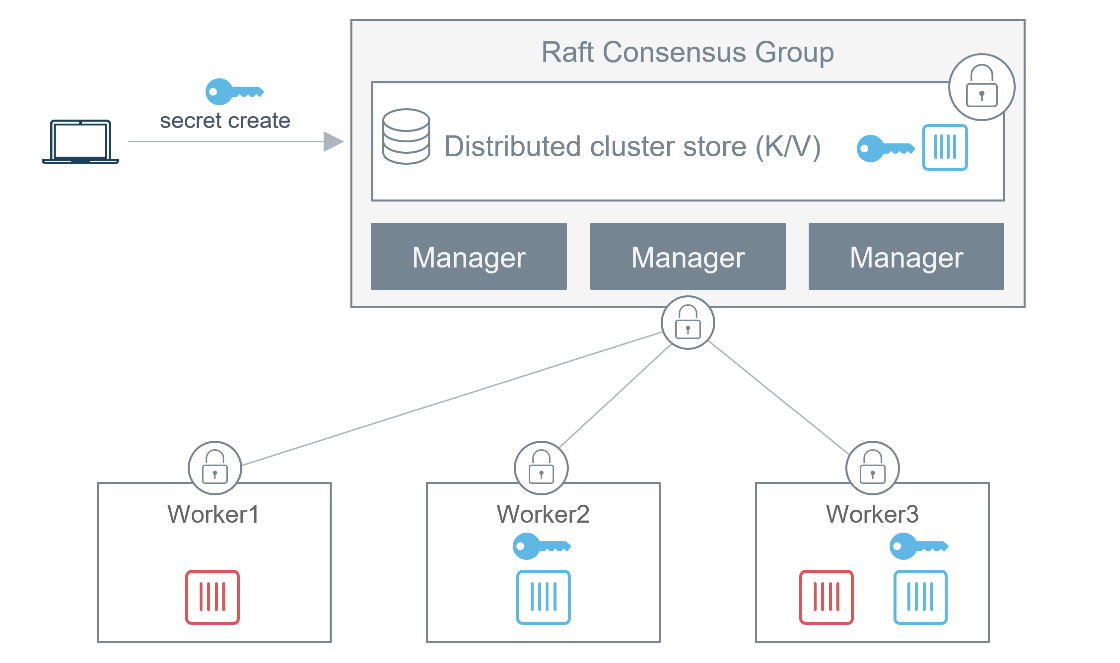 Raft Consensus Group
secret create
Distributed cluster store (K/V)
Manager
Manager
Manager
Worker1
Worker2
Worker3